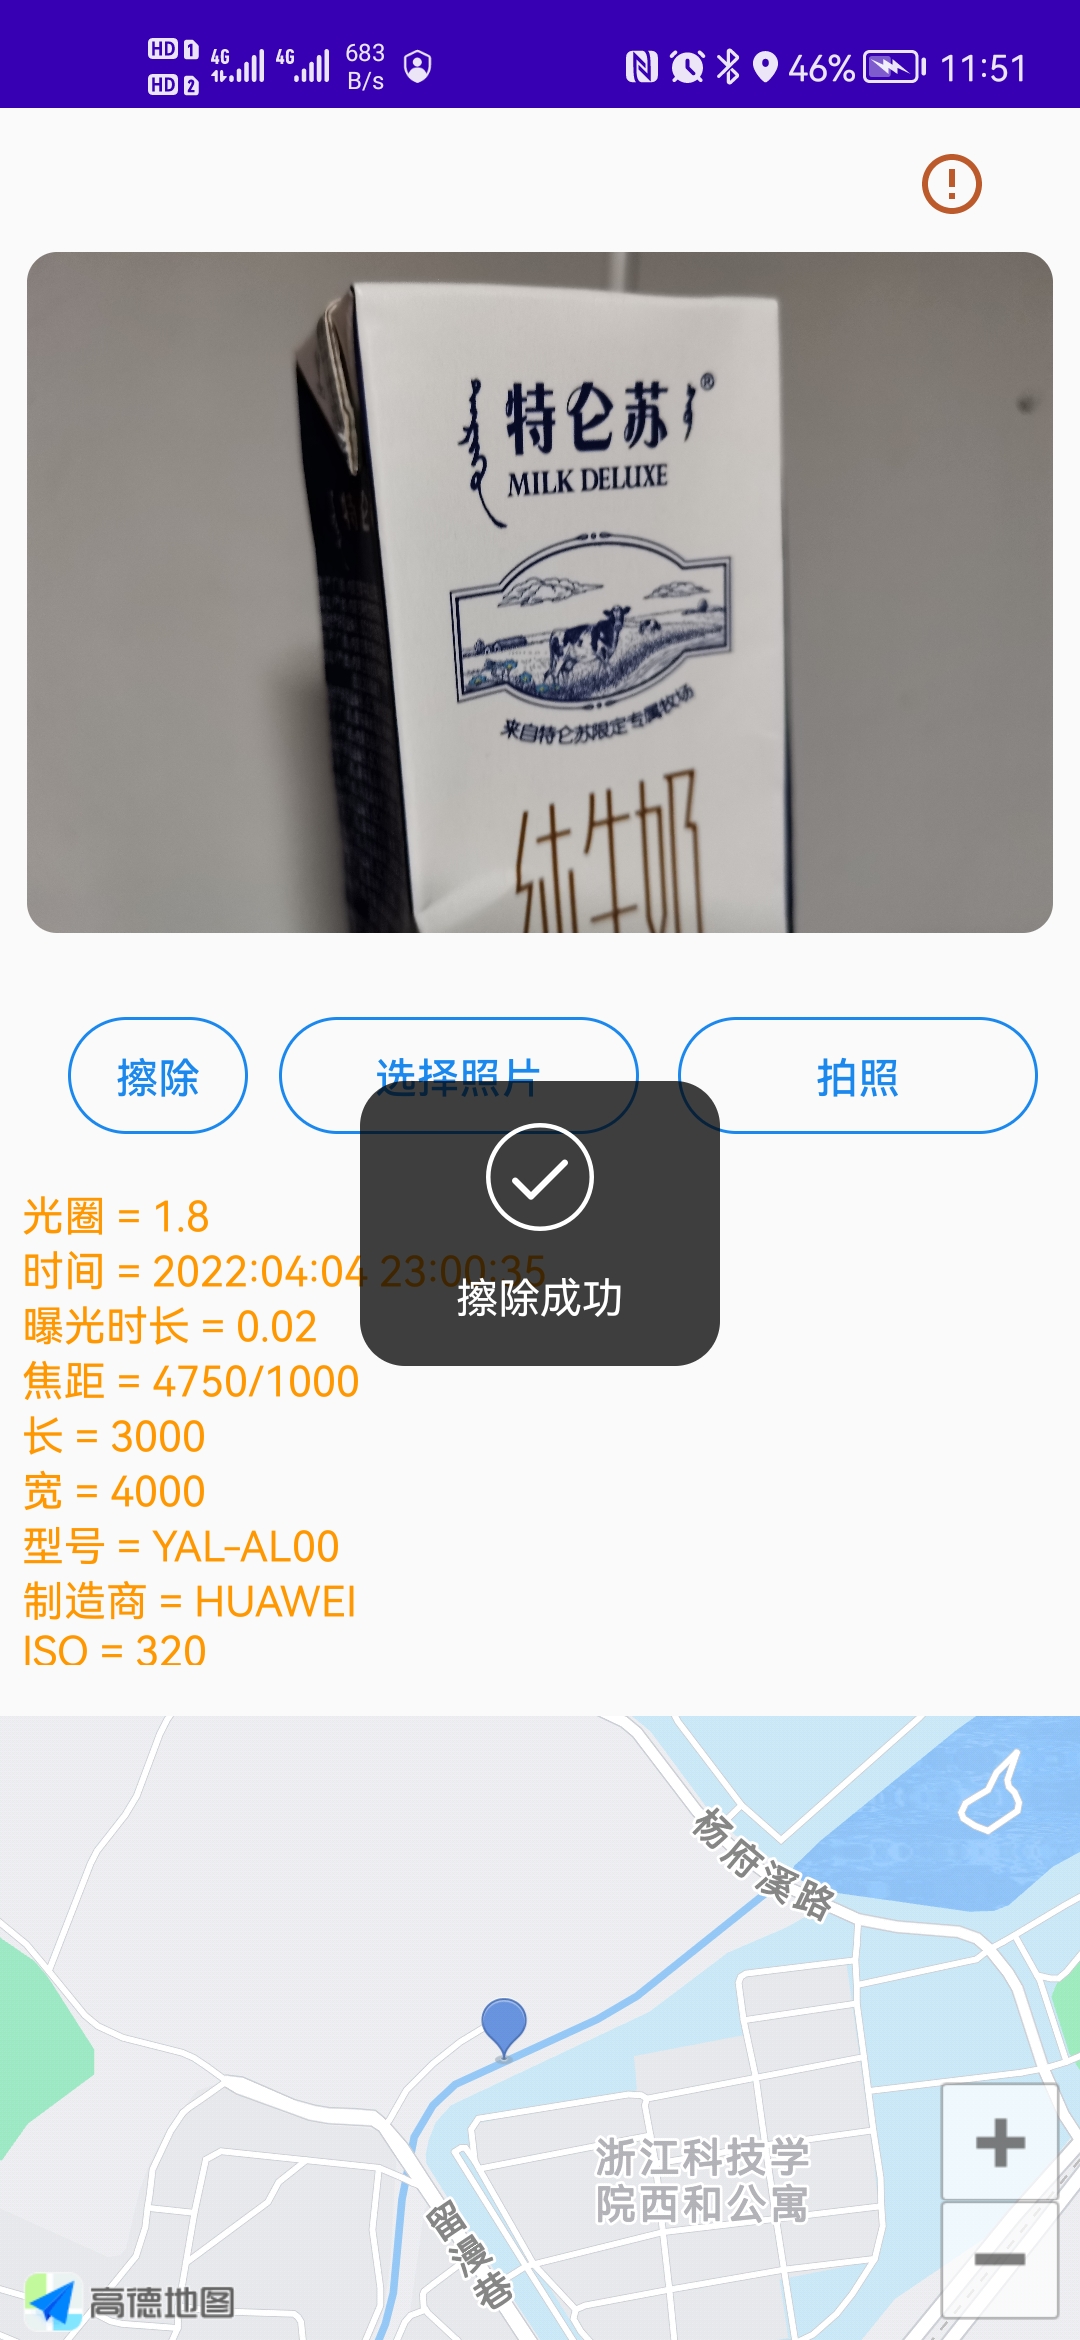 HD 1 4G 4G 683 46% 11:51
HD 2 B/s
特仑苏®
MILK DELUXE
来自特仑苏限定专属牧场
纯牛奶
擦除 选择照片 拍照
光圈 = 1.8
时间 = 2022:04:04 23:00:35
擦除成功
曝光时长 = 0.02
焦距 = 4750/1000
长 = 3000
宽 = 4000
型号 = YAL-AL00
制造商 = HUAWEI
ISO = 320
杨府溪路
浙江科技学
院西和公寓
留漫巷
高德地图